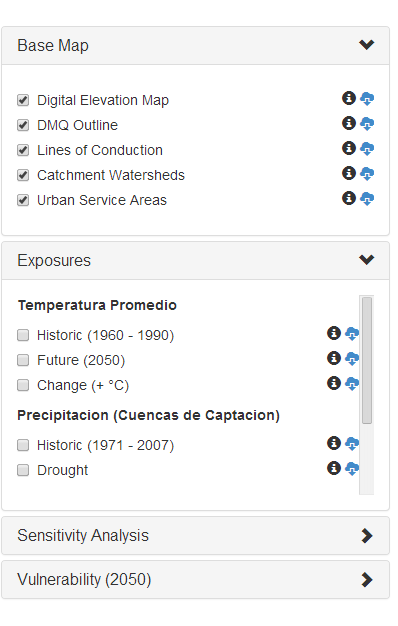 Base Map
Digital Elevation Map
DMQ Outline
Lines of Conduction
Catchment Watersheds
Urban Service Areas
Exposures
Temperatura Promedio
Historic (1960 - 1990)
Future (2050)
Change (+ °C)
Precipitacion (Cuencas de Captacion)
Historic (1971 - 2007)
Drought
Sensitivity Analysis
Vulnerability (2050)